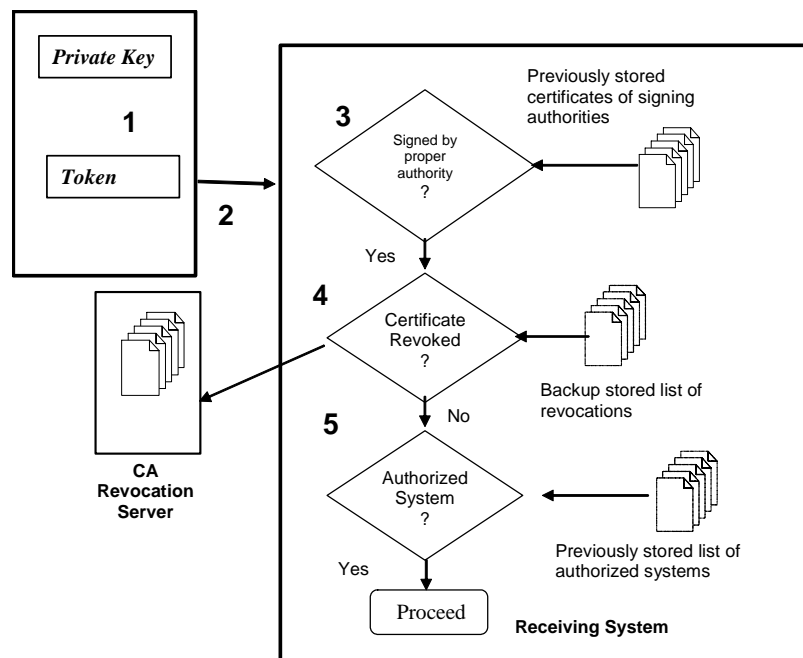 Private Key
1
Token
2
3
Signed by
proper
authority
?
Previously stored
certificates of signing
authorities
Yes
4
Certificate
Revoked
?
Backup stored list of
revocations
No
CA
Revocation
Server
5
Authorized
System
?
Previously stored list of
authorized systems
Yes
Proceed
Receiving System